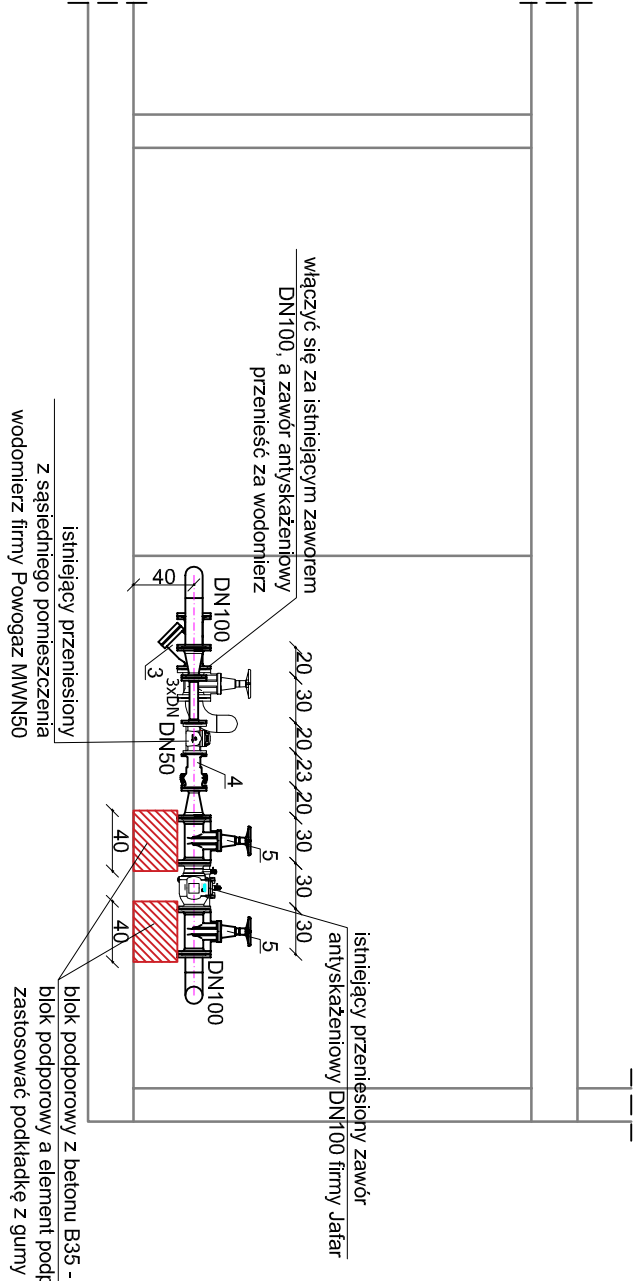 włączyć się za istniejącym zaworem
DN100, a zawór antyskażeniowy
przenieść za wodomierz
istniejący przeniesiony zawór
antyskażeniowy DN100 firmy Jafar
20
30
20
23
20
30
30
30
DN100
40
3
3xDN
DN50
4
5
5
DN100
40
40
istniejący przeniesiony
z sąsiedniego pomieszczenia
wodomierz firmy Powogaz MWN50
blok podporowy z betonu B35 -
blok podporowy a element podp
zastosować podkładkę z gumy